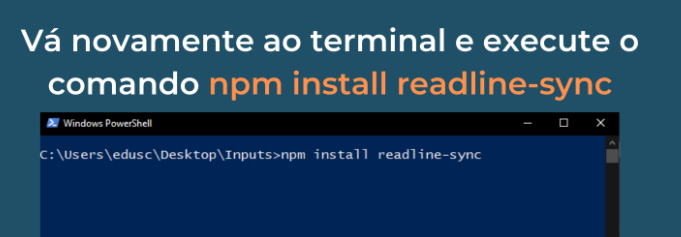 Vá novamente ao terminal e execute o
comando npm install readline-sync
Windows PowerShell
C:\Users\edusc\Desktop\Inputs>npm install readline-sync